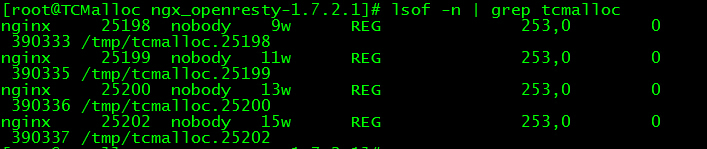 [root@TCMalloc ngx_openresty-1.7.2.1]# lsof -n | grep tcmalloc
nginx 25198 nobody 9w REG 253,0 0
390333 /tmp/tcmalloc.25198
nginx 25199 nobody 11w REG 253,0 0
390335 /tmp/tcmalloc.25199
nginx 25200 nobody 13w REG 253,0 0
390336 /tmp/tcmalloc.25200
nginx 25202 nobody 15w REG 253,0 0
390337 /tmp/tcmalloc.25202